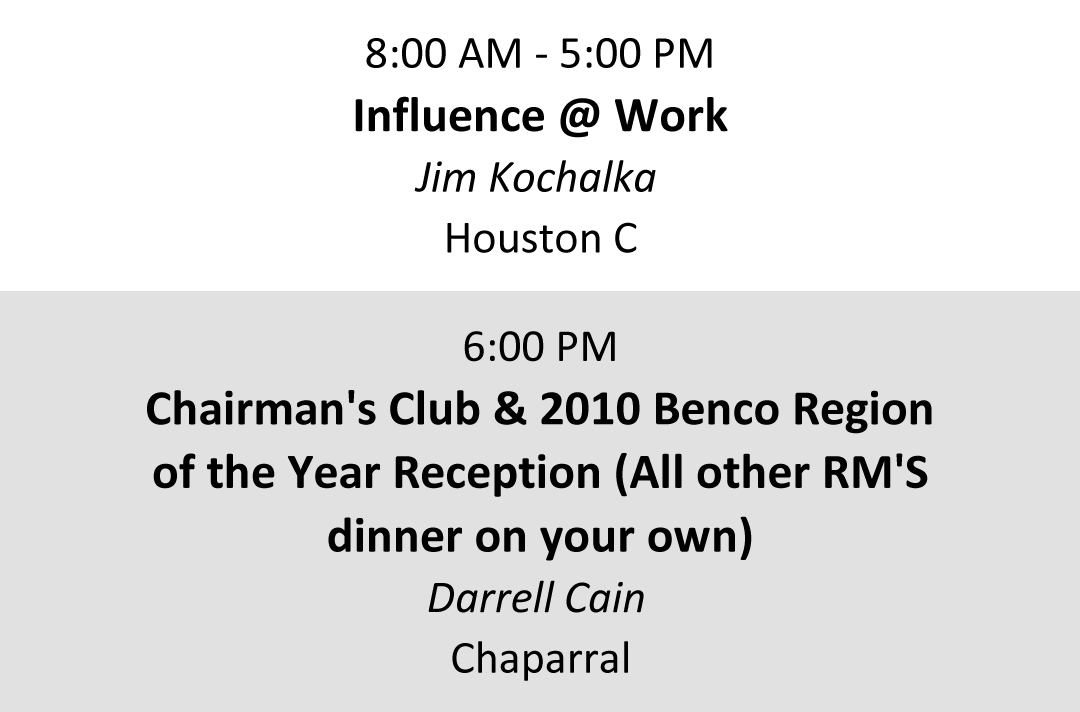 8:00 AM - 5:00 PM
Influence @ Work
Jim Kochalka
Houston C
6:00 PM
Chairman's Club & 2010 Benco Region
of the Year Reception (All other RM'S
dinner on your own)
Darrell Cain
Chaparral